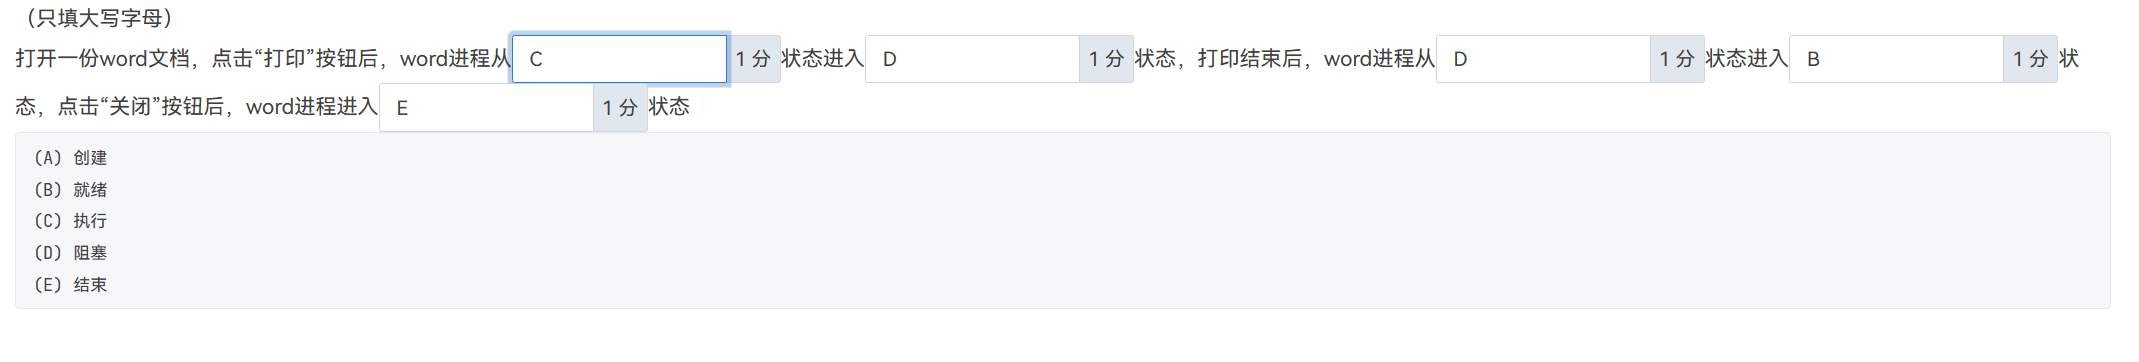 （只填大写字母）
打开一份word文档，点击“打印”按钮后，word进程从 C 1 分 状态进入 D 1 分 状态，打印结束后，word进程从 D 1 分 状态进入 B 1 分 状
态，点击“关闭”按钮后，word进程进入 E 1 分 状态
(A) 创建
(B) 就绪
(C) 执行
(D) 阻塞
(E) 结束